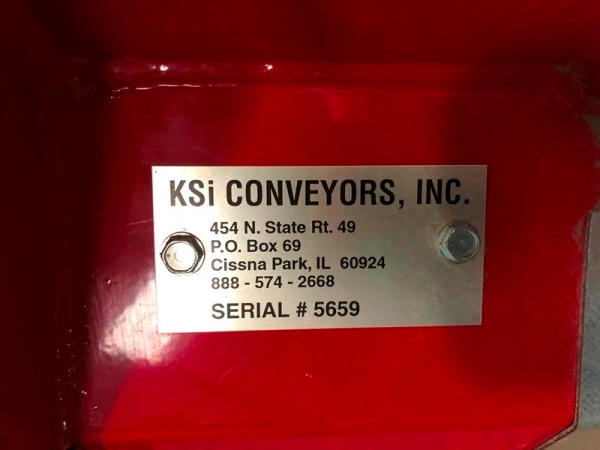 KSi CONVEYORS, INC.
454 N. State Rt. 49
P.O. Box 69
Cissna Park, IL 60924
888 - 574 - 2668
SERIAL # 5659